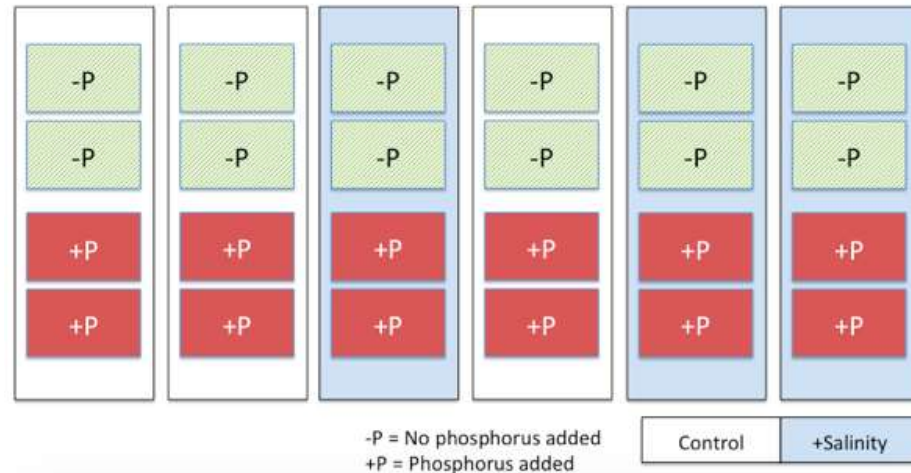 -P -P -P -P -P -P
-P -P -P -P -P -P
+P +P +P +P +P +P
+P +P +P +P +P +P
-P = No phosphorus added
+P = Phosphorus added
Control +Salinity